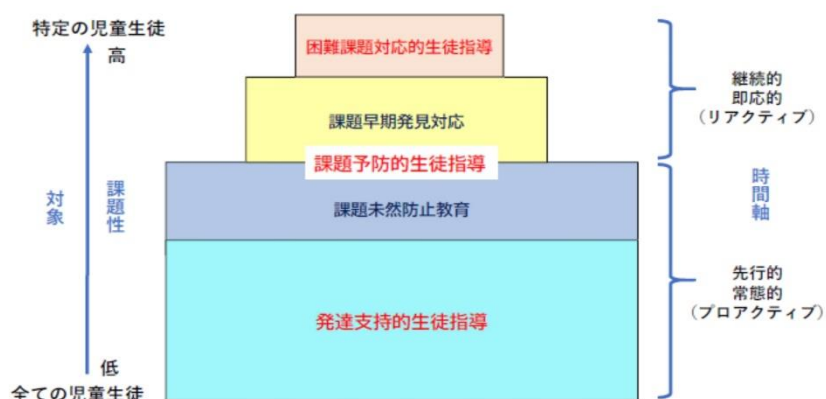 特定の児童生徒
高
困難課題対応的生徒指導
課題早期発見対応
課題予防的生徒指導
課題未然防止教育
発達支持的生徒指導
対象
課題性
低
全ての児童生徒
継続的
即応的
(リアクティブ)
時間軸
先行的
常態的
(プロアクティブ)